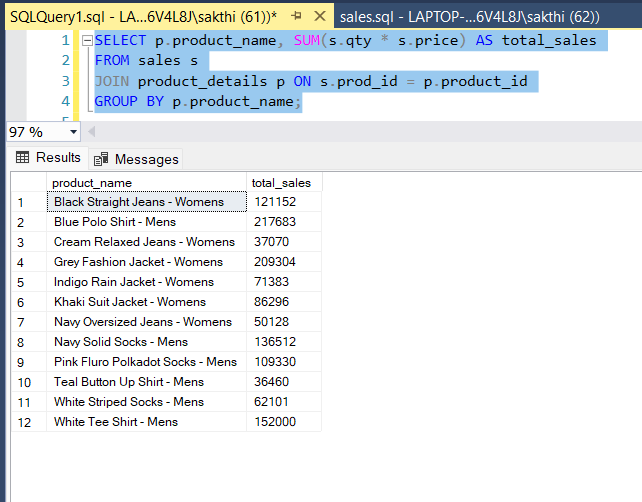 SQLQuery1.sql - LA...6V4L8J\sakthi (61))* sales.sql - LAPTOP-...6V4L8J\sakthi (62))
1 SELECT p.product_name, SUM(s.qty * s.price) AS total_sales
2 FROM sales s
3 JOIN product_details p ON s.prod_id = p.product_id
4 GROUP BY p.product_name;
97 %
Results Messages
product_name total_sales
1 Black Straight Jeans - Womens 121152
2 Blue Polo Shirt - Mens 217683
3 Cream Relaxed Jeans - Womens 37070
4 Grey Fashion Jacket - Womens 209304
5 Indigo Rain Jacket - Womens 71383
6 Khaki Suit Jacket - Womens 86296
7 Navy Oversized Jeans - Womens 50128
8 Navy Solid Socks - Mens 136512
9 Pink Fluro Polkadot Socks - Mens 109330
10 Teal Button Up Shirt - Mens 36460
11 White Striped Socks - Mens 62101
12 White Tee Shirt - Mens 152000